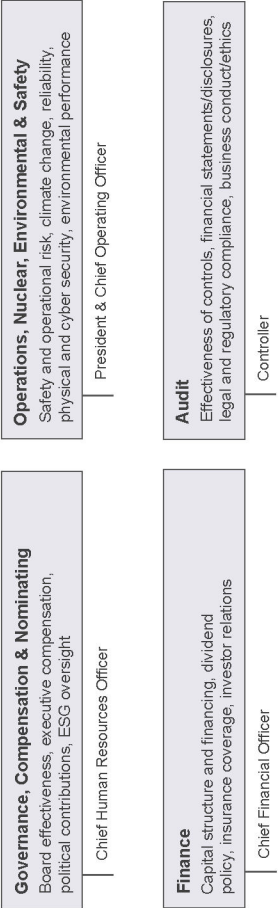 Governance, Compensation & Nominating
Board effectiveness, executive compensation,
political contributions, ESG oversight
Chief Human Resources Officer
Operations, Nuclear, Environmental & Safety
Safety and operational risk, climate change, reliability,
physical and cyber security, environmental performance
President & Chief Operating Officer
Finance
Capital structure and financing, dividend
policy, insurance coverage, investor relations
Chief Financial Officer
Audit
Effectiveness of controls, financial statements/disclosures,
legal and regulatory compliance, business conduct/ethics
Controller